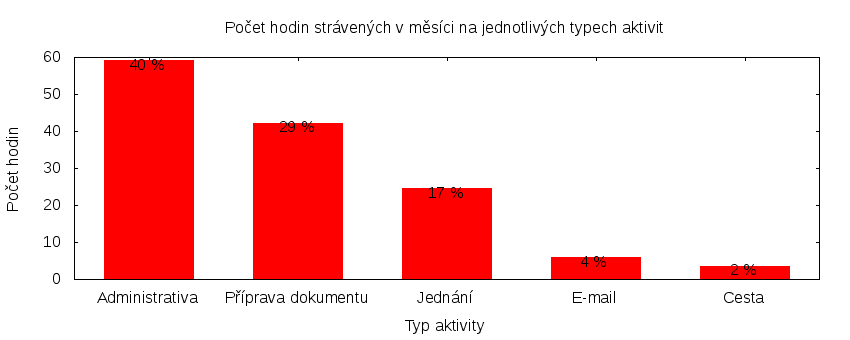 Počet hodin strávených v měsíci na jednotlivých typech aktivit
Počet hodin
60
50
40
30
20
10
0
40 %
29 %
17 %
4 %
2 %
Administrativa
Příprava dokumentu
Jednání
E-mail
Cesta
Typ aktivity